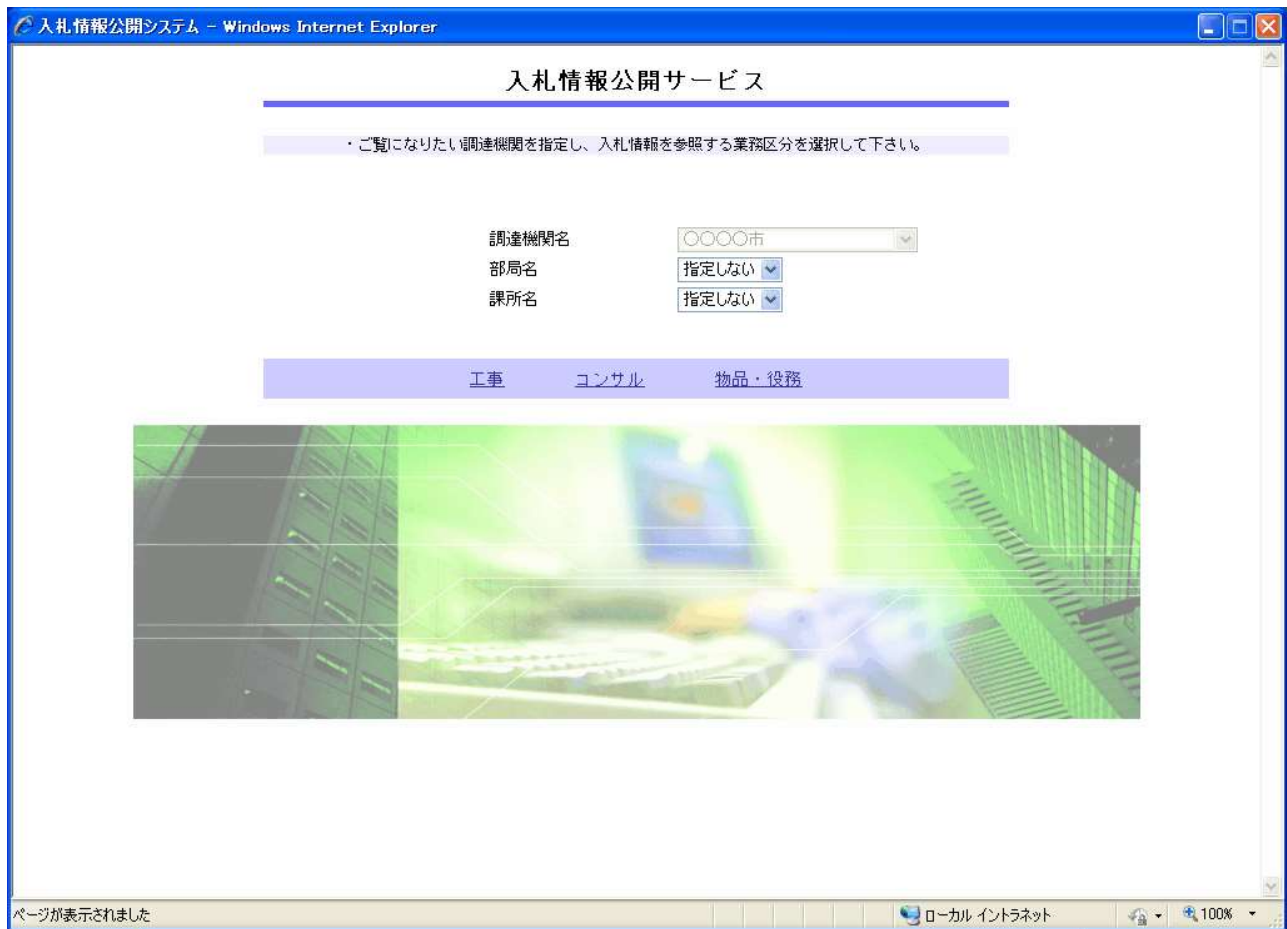 入札情報公開システム - Windows Internet Explorer
入札情報公開サービス
・ご覧になりたい調達機関を指定し、入札情報を参照する業務区分を選択して下さい。
調達機関名 ○○○○市
部局名 指定しない
課所名 指定しない
工事 コンサル 物品・役務
ページが表示されました ローカル イントラネット 100%